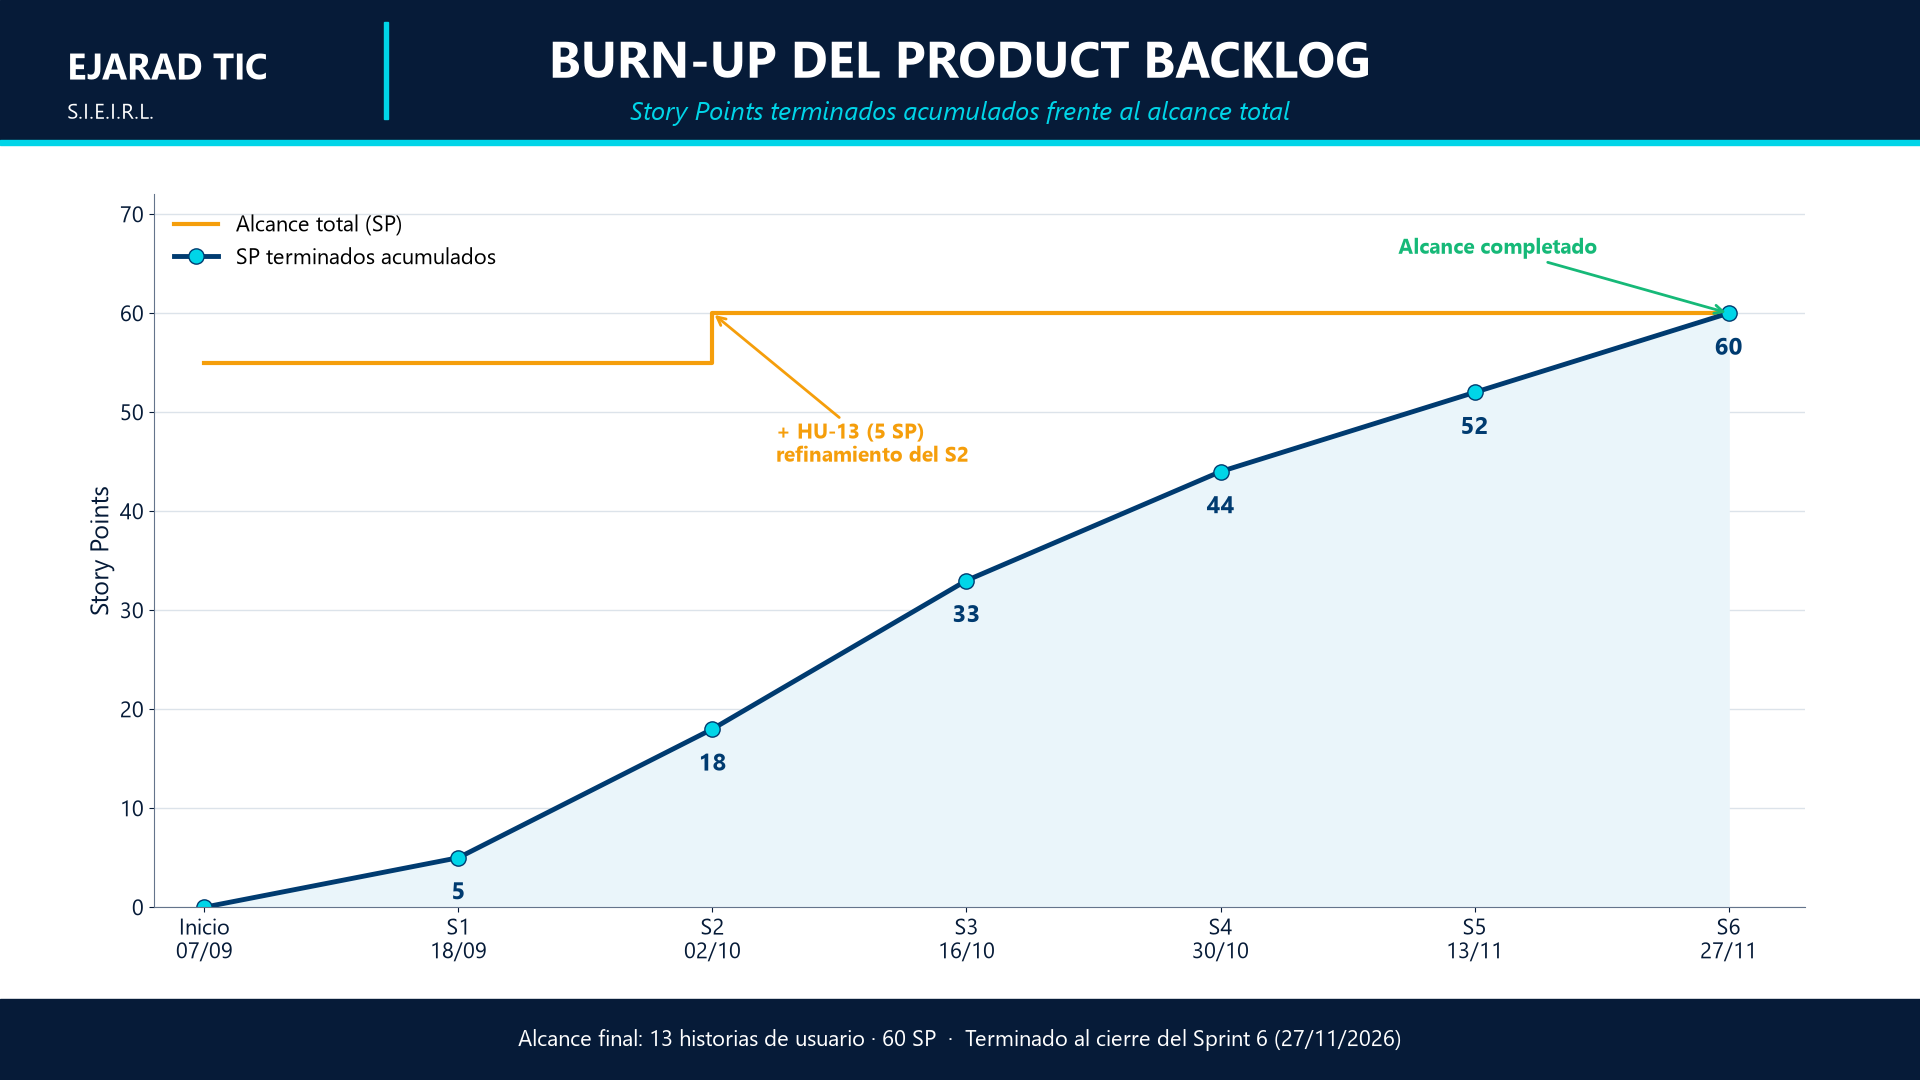 EJARAD TIC
S.I.E.I.R.L.
BURN-UP DEL PRODUCT BACKLOG
Story Points terminados acumulados frente al alcance total
Alcance total (SP)
SP terminados acumulados
Alcance completado
+ HU-13 (5 SP)
refinamiento del S2
Story Points
70
60
50
40
30
20
10
0
5
18
33
44
52
60
Inicio
07/09
S1
18/09
S2
02/10
S3
16/10
S4
30/10
S5
13/11
S6
27/11
Alcance final: 13 historias de usuario · 60 SP · Terminado al cierre del Sprint 6 (27/11/2026)